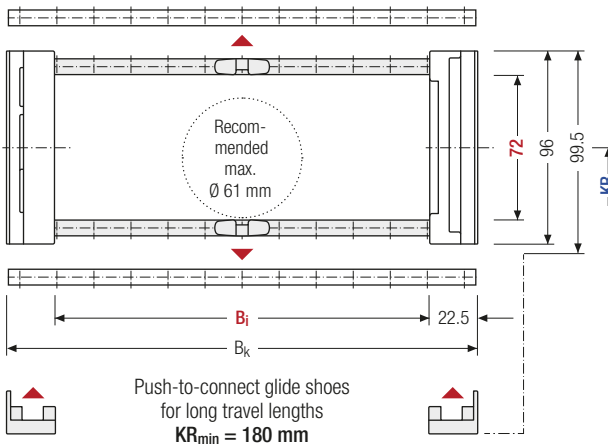 Recom-
mended
max.
Ø 61 mm
72
96
99.5
KR
Bi
22.5
Bk
Push-to-connect glide shoes
for long travel lengths
KRmin = 180 mm